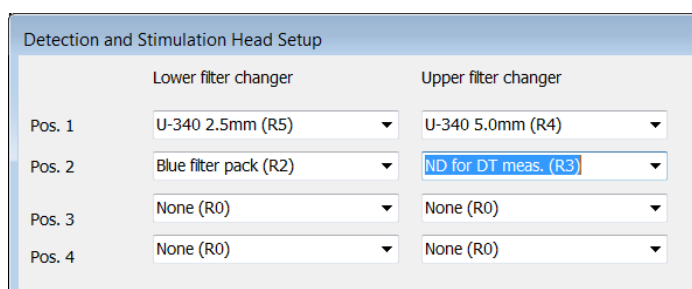 Detection and Stimulation Head Setup
Lower filter changer Upper filter changer
Pos. 1 U-340 2.5mm (R5) U-340 5.0mm (R4)
Pos. 2 Blue filter pack (R2) ND for DT meas. (R3)
Pos. 3 None (R0) None (R0)
Pos. 4 None (R0) None (R0)